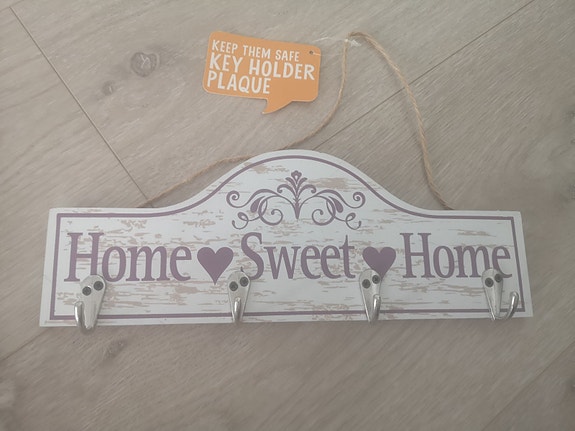 KEEP THEM SAFE
KEY HOLDER
PLAQUE
Home Sweet Home